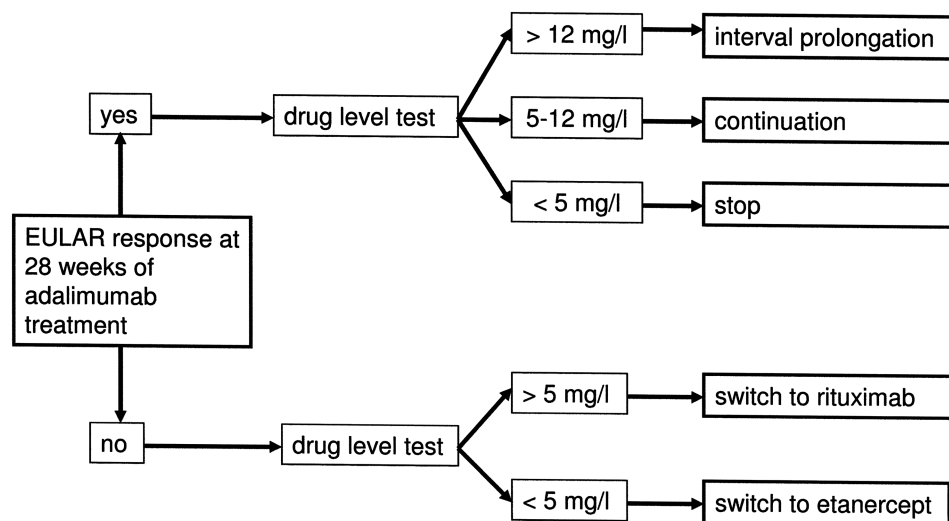 > 12 mg/l
interval prolongation
yes
drug level test
5-12 mg/l
continuation
< 5 mg/l
stop
EULAR response at
28 weeks of
adalimumab
treatment
> 5 mg/l
switch to rituximab
no
drug level test
< 5 mg/l
switch to etanercept